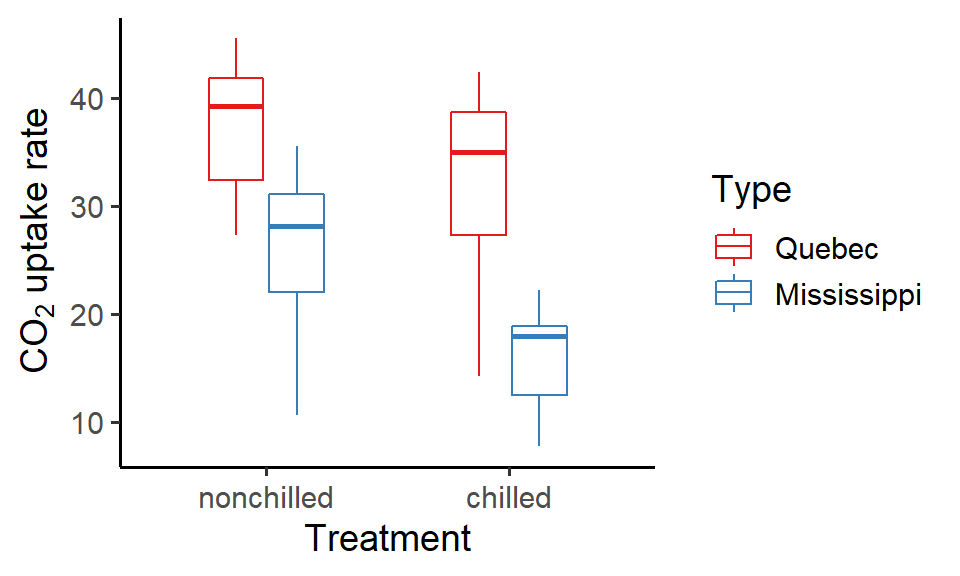 CO₂ uptake rate
40
30
20
10
nonchilled
chilled
Treatment
Type
Quebec
Mississippi